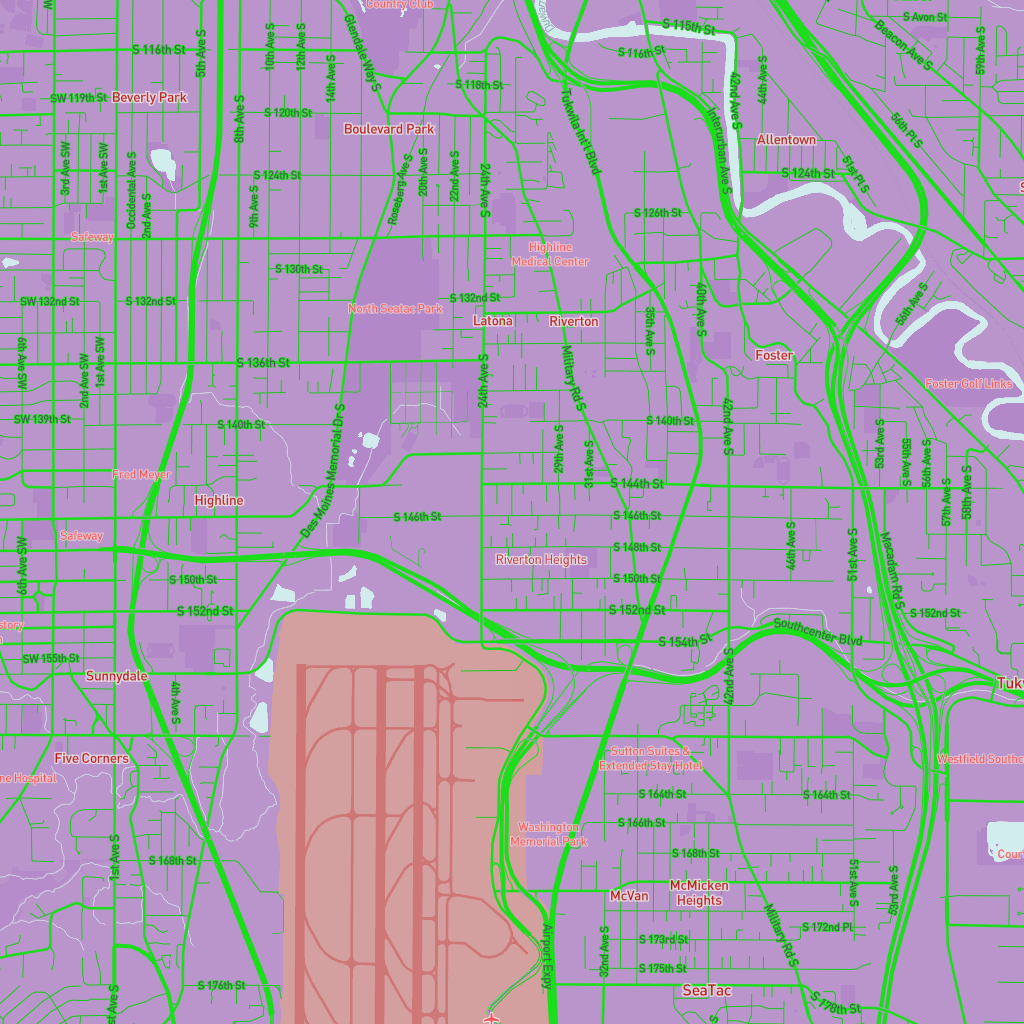 Country Club
S 115th St
S Avon St
Beacon Ave S
59th Ave S
S 116th St
5th Ave S
10th Ave S
12th Ave S
14th Ave S
Glendale Way S
S 116th St
S 118th St
42nd Ave S
44th Ave S
SW 119th St
Beverly Park
8th Ave S
S 120th St
Boulevard Park
Tukwila Int'l Blvd
Interurban Ave S
Allentown
56th Pl S
3rd Ave SW
1st Ave SW
Occidental Ave S
2nd Ave S
9th Ave S
S 124th St
Roseberg Ave S
20th Ave S
22nd Ave S
24th Ave S
S 124th St
51st Pl S
S 126th St
Safeway
Highline
Medical Center
S 130th St
SW 132nd St
S 132nd St
North Seatac Park
S 132nd St
Latona
Riverton
35th Ave S
40th Ave S
56th Ave S
6th Ave SW
2nd Ave SW
1st Ave SW
S 136th St
24th Ave S
Military Rd S
Foster
Foster Golf Links
SW 139th St
S 140th St
Des Moines Memorial Dr S
29th Ave S
31st Ave S
S 140th St
42nd Ave S
53rd Ave S
55th Ave S
56th Ave S
57th Ave S
58th Ave S
Fred Meyer
Highline
S 144th St
S 146th St
S 146th St
Safeway
6th Ave SW
Riverton Heights
S 148th St
46th Ave S
51st Ave S
Macadam Rd S
S 150th St
S 150th St
S 152nd St
S 152nd St
S 152nd St
S 154th St
Southcenter Blvd
SW 155th St
Sunnydale
4th Ave S
42nd Ave S
Five Corners
Sutton Suites &
Extended Stay Hotel
S 164th St
S 164th St
Washington
Memorial Park
S 166th St
1st Ave S
S 168th St
S 168th St
51st Ave S
53rd Ave S
McVan
McMicken
Heights
Airport Expy
32nd Ave S
S 173rd St
Military Rd S
S 172nd Pl
S 175th St
S 176th St
SeaTac
S 178th St